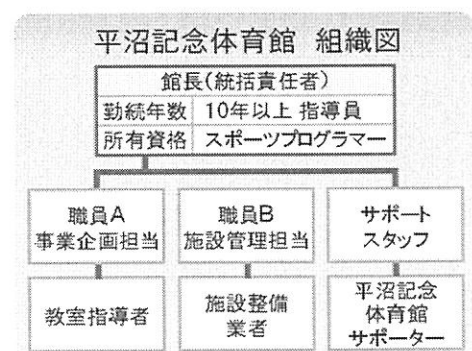 平沼記念体育館 組織図
館長(統括責任者)
勤続年数 10年以上 指導員
所有資格 スポーツプログラマー
職員A
事業企画担当
職員B
施設管理担当
サポート
スタッフ
教室指導者
施設整備
業者
平沼記念
体育館
サポーター